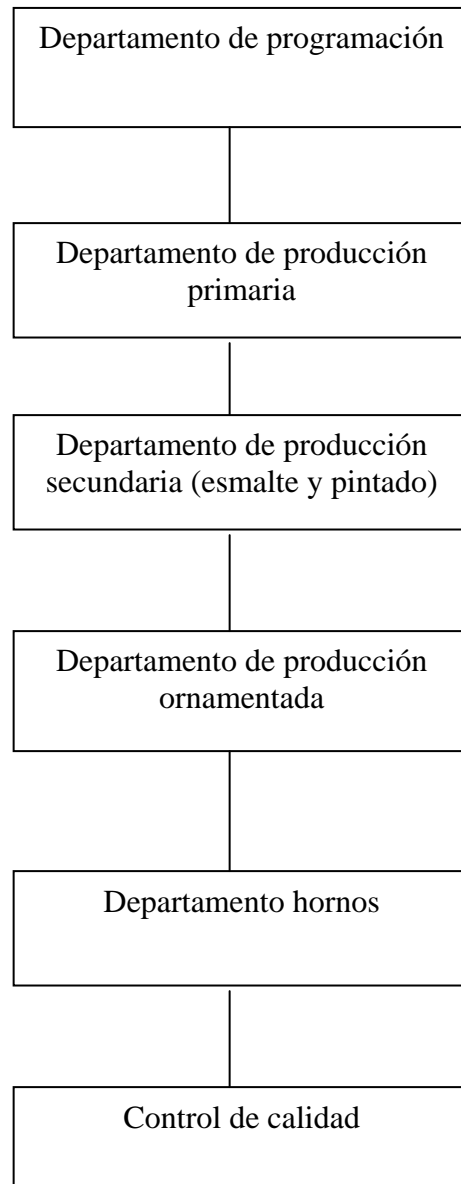 Departamento de programación
Departamento de producción
primaria
Departamento de producción
secundaria (esmalte y pintado)
Departamento de producción
ornamentada
Departamento hornos
Control de calidad